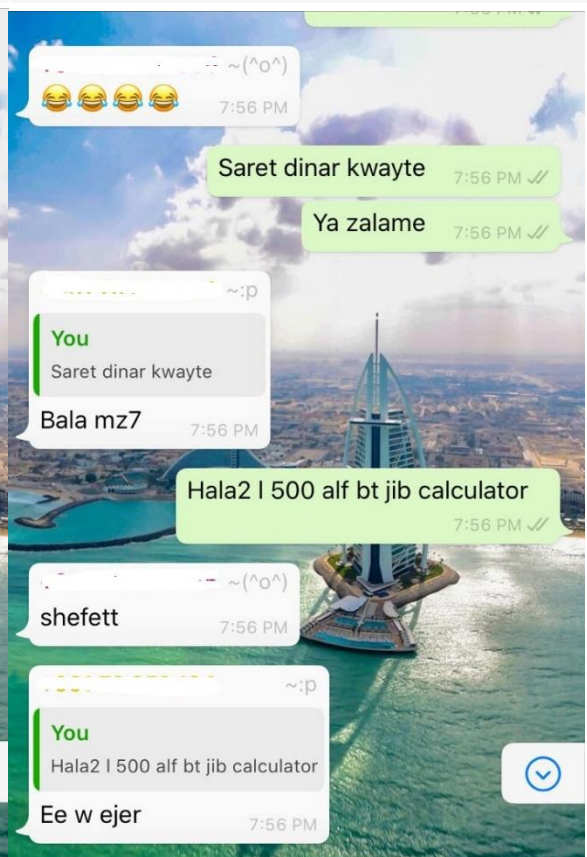 ~(^o^)
😂😂😂😂
7:56 PM
Saret dinar kwayte 7:56 PM
Ya zalame 7:56 PM
~:p
You
Saret dinar kwayte
Bala mz7 7:56 PM
Hala2 l 500 alf bt jib calculator
7:56 PM
~(^o^)
shefett 7:56 PM
~:p
You
Hala2 l 500 alf bt jib calculator
Ee w ejer 7:56 PM